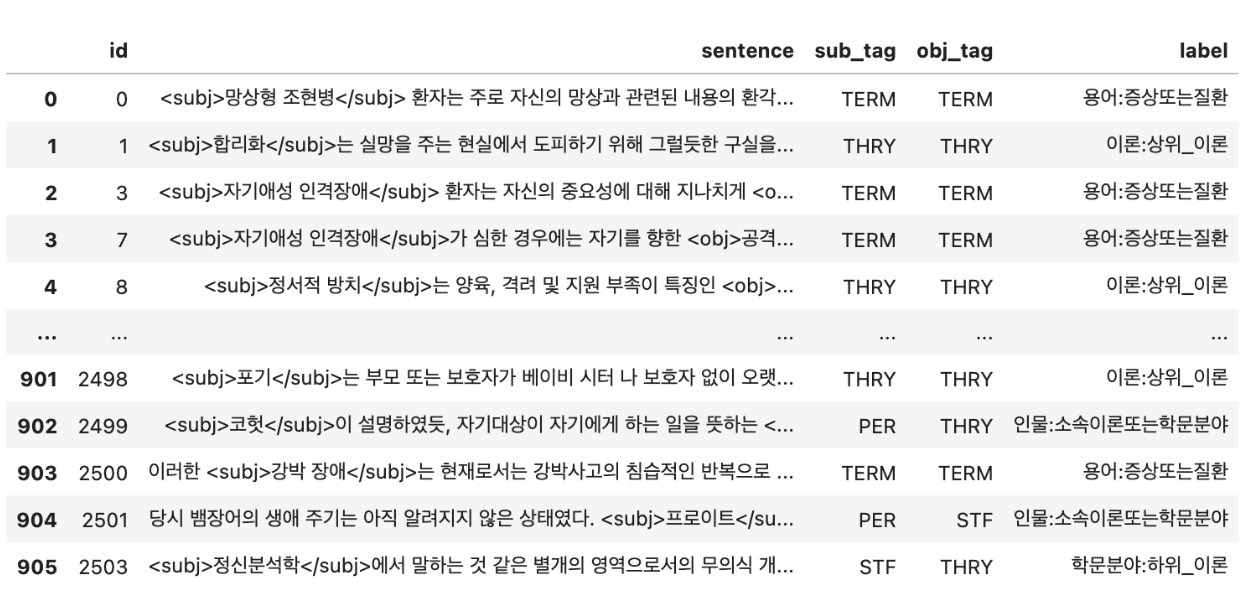 id sentence sub_tag obj_tag label
0 0 <subj>망상형 조현병</subj> 환자는 주로 자신의 망상과 관련된 내용의 환각... TERM TERM 용어:증상또는질환
1 1 <subj>합리화</subj>는 실망을 주는 현실에서 도피하기 위해 그럴듯한 구실을... THRY THRY 이론:상위_이론
2 3 <subj>자기애성 인격장애</subj> 환자는 자신의 중요성에 대해 지나치게 <o... TERM TERM 용어:증상또는질환
3 7 <subj>자기애성 인격장애</subj>가 심한 경우에는 자기를 향한 <obj>공격... TERM TERM 용어:증상또는질환
4 8 <subj>정서적 방치</subj>는 양육, 격려 및 지원 부족이 특징인 <obj>... THRY THRY 이론:상위_이론
... ... ... ... ... ...
901 2498 <subj>포기</subj>는 부모 또는 보호자가 베이비 시터 나 보호자 없이 오랫... THRY THRY 이론:상위_이론
902 2499 <subj>코헛</subj>이 설명하였듯, 자기대상이 자기에게 하는 일을 뜻하는 <... PER THRY 인물:소속이론또는학문분야
903 2500 이러한 <subj>강박 장애</subj>는 현재로서는 강박사고의 침습적인 반복으로 ... TERM TERM 용어:증상또는질환
904 2501 당시 뱀장어의 생애 주기는 아직 알려지지 않은 상태였다. <subj>프로이트</su... PER STF 인물:소속이론또는학문분야
905 2503 <subj>정신분석학</subj>에서 말하는 것 같은 별개의 영역으로서의 무의식 개... STF THRY 학문분야:하위_이론